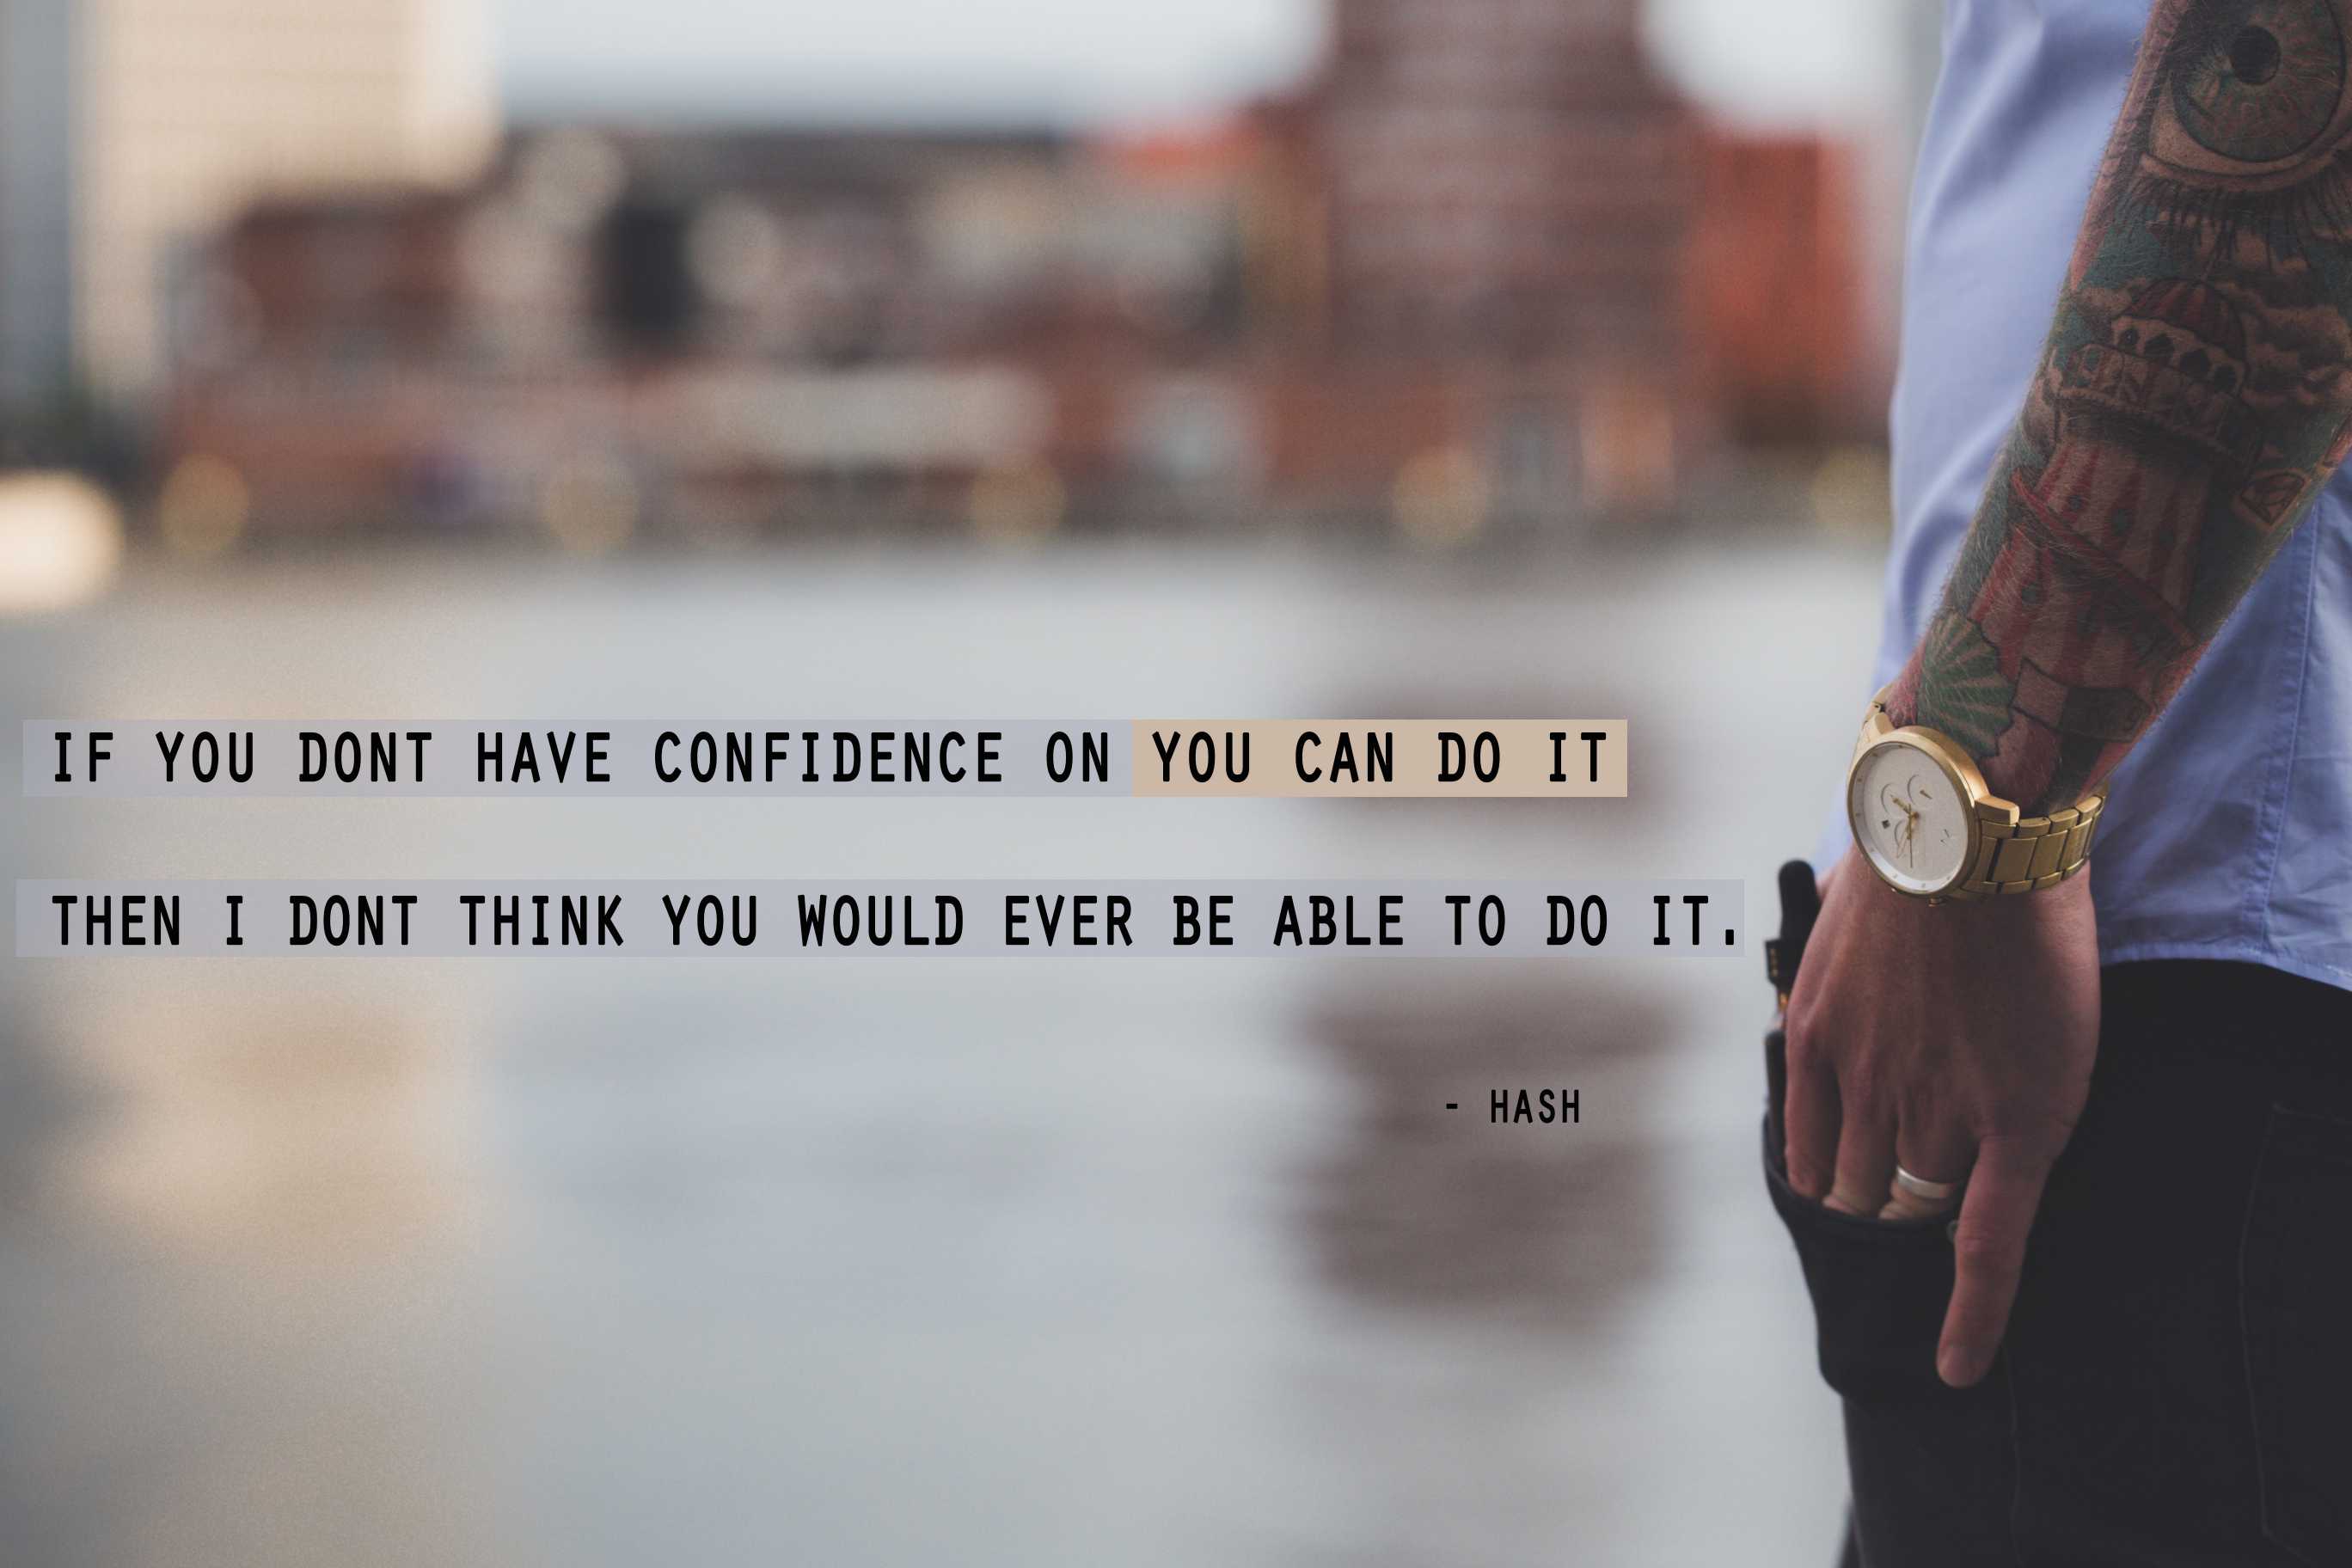 IF YOU DONT HAVE CONFIDENCE ON YOU CAN DO IT
THEN I DONT THINK YOU WOULD EVER BE ABLE TO DO IT.
- HASH